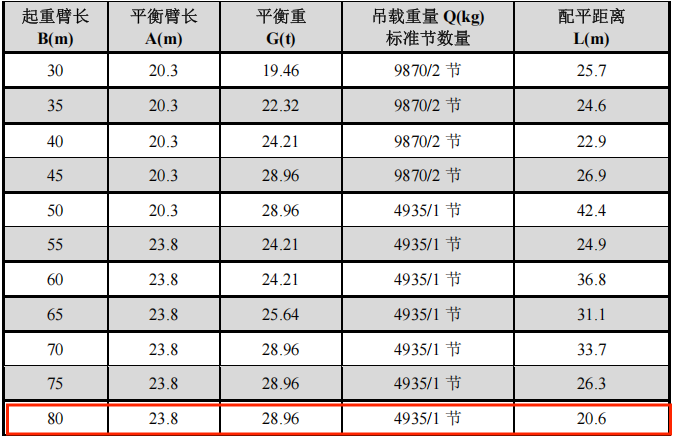 起重臂长 平衡臂长 平衡重 吊载重量 Q(kg) 配平距离
B(m) A(m) G(t) 标准节数量 L(m)
30 20.3 19.46 9870/2 节 25.7
35 20.3 22.32 9870/2 节 24.6
40 20.3 24.21 9870/2 节 22.9
45 20.3 28.96 9870/2 节 26.9
50 20.3 28.96 4935/1 节 42.4
55 23.8 24.21 4935/1 节 24.9
60 23.8 24.21 4935/1 节 36.8
65 23.8 25.64 4935/1 节 31.1
70 23.8 28.96 4935/1 节 33.7
75 23.8 28.96 4935/1 节 26.3
80 23.8 28.96 4935/1 节 20.6